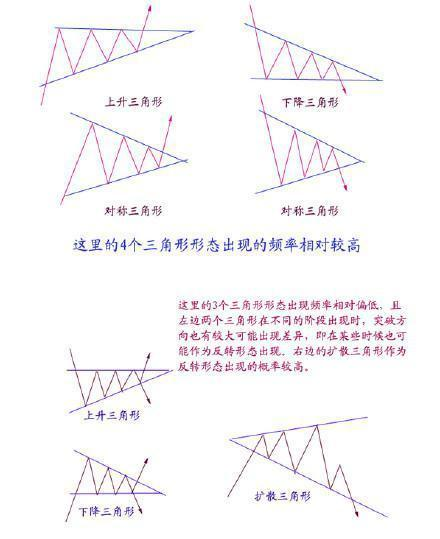 上升三角形
下降三角形
对称三角形
对称三角形
这里的4个三角形形态出现的频率相对较高
这里的3个三角形形态出现频率相对偏低，且
左边两个三角形在不同的阶段出现时，突破方
向也有较大可能出现差异，即在某些时候也可
能作为反转形态出现．右边的扩散三角形作为
反转形态出现的概率较高。
上升三角形
扩散三角形
下降三角形